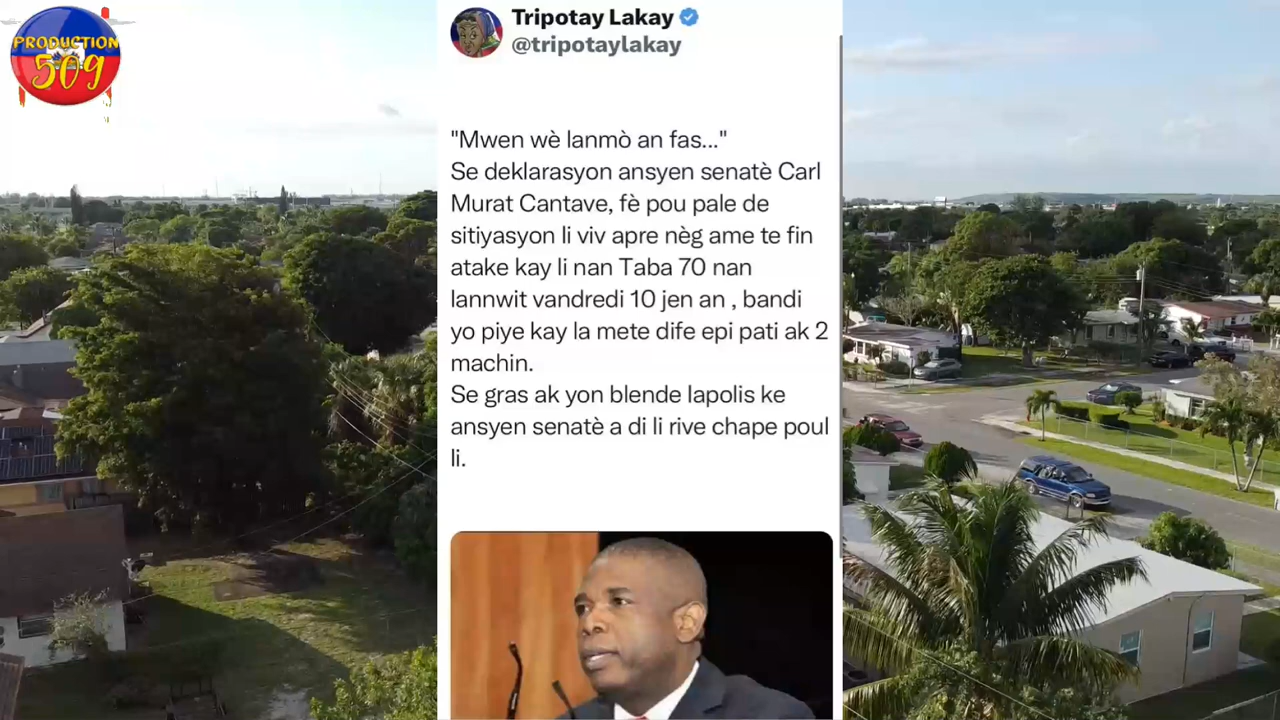 PRODUCTION
509
Tripotay Lakay
@tripotaylakay
"Mwen wè lanmò an fas..."
Se deklarasyon ansyen senatè Carl
Murat Cantave, fè pou pale de
sitiyasyon li viv apre nèg ame te fin
atake kay li nan Taba 70 nan
lannwit vandredi 10 jen an , bandi
yo piye kay la mete dife epi pati ak 2
machin.
Se gras ak yon blende lapolis ke
ansyen senatè a di li rive chape poul
li.